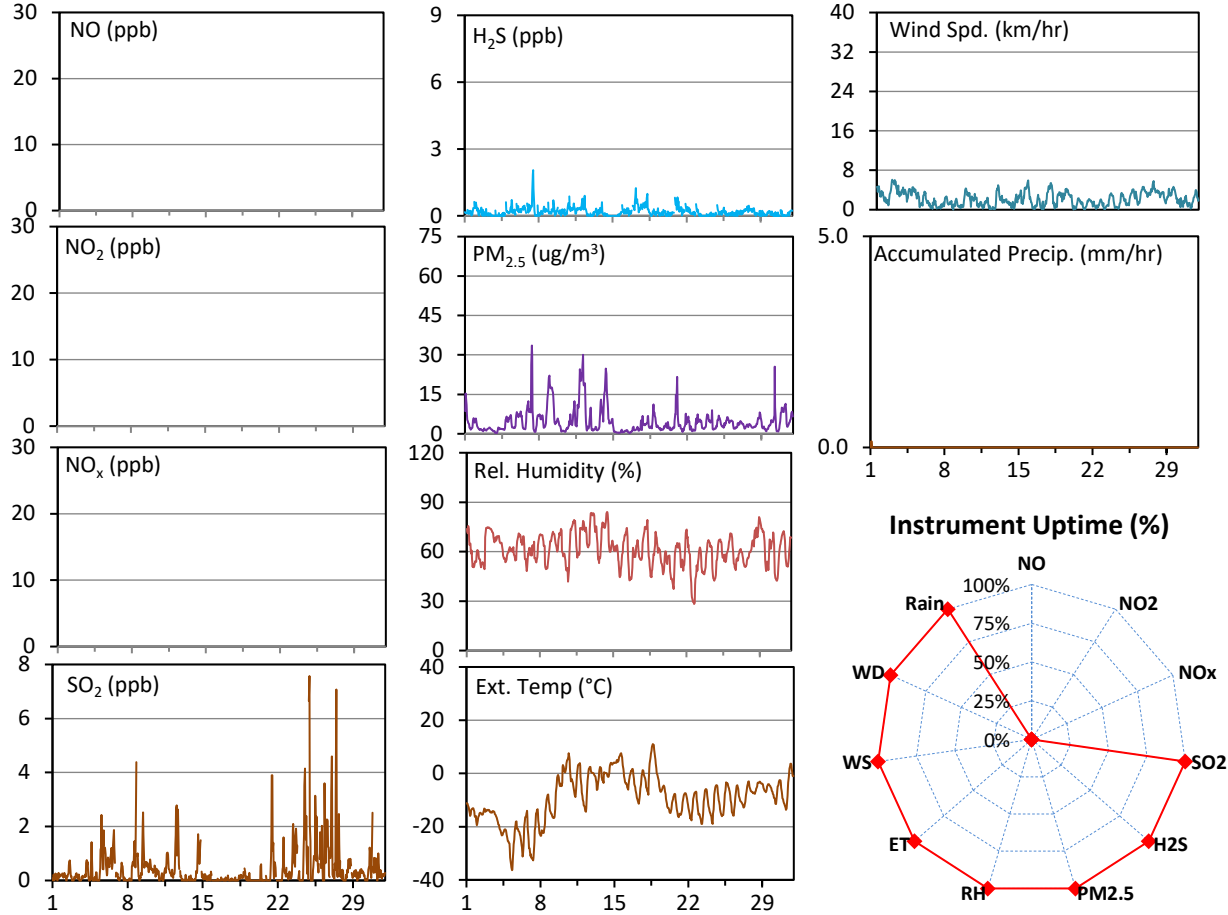 NO (ppb)
30
20
10
0
NO₂ (ppb)
30
20
10
0
NOₓ (ppb)
30
20
10
0
SO₂ (ppb)
8
6
4
2
0
1 8 15 22 29
H₂S (ppb)
9
6
3
0
PM₂.₅ (ug/m³)
75
60
45
30
15
0
Rel. Humidity (%)
120
90
60
30
0
Ext. Temp (°C)
40
20
0
-20
-40
1 8 15 22 29
Wind Spd. (km/hr)
40
32
24
16
8
0
Accumulated Precip. (mm/hr)
5.0
0.0
1 8 15 22 29
Instrument Uptime (%)
NO
NO2
NOx
SO2
H2S
PM2.5
RH
ET
WS
WD
Rain
100%
75%
50%
25%
0%